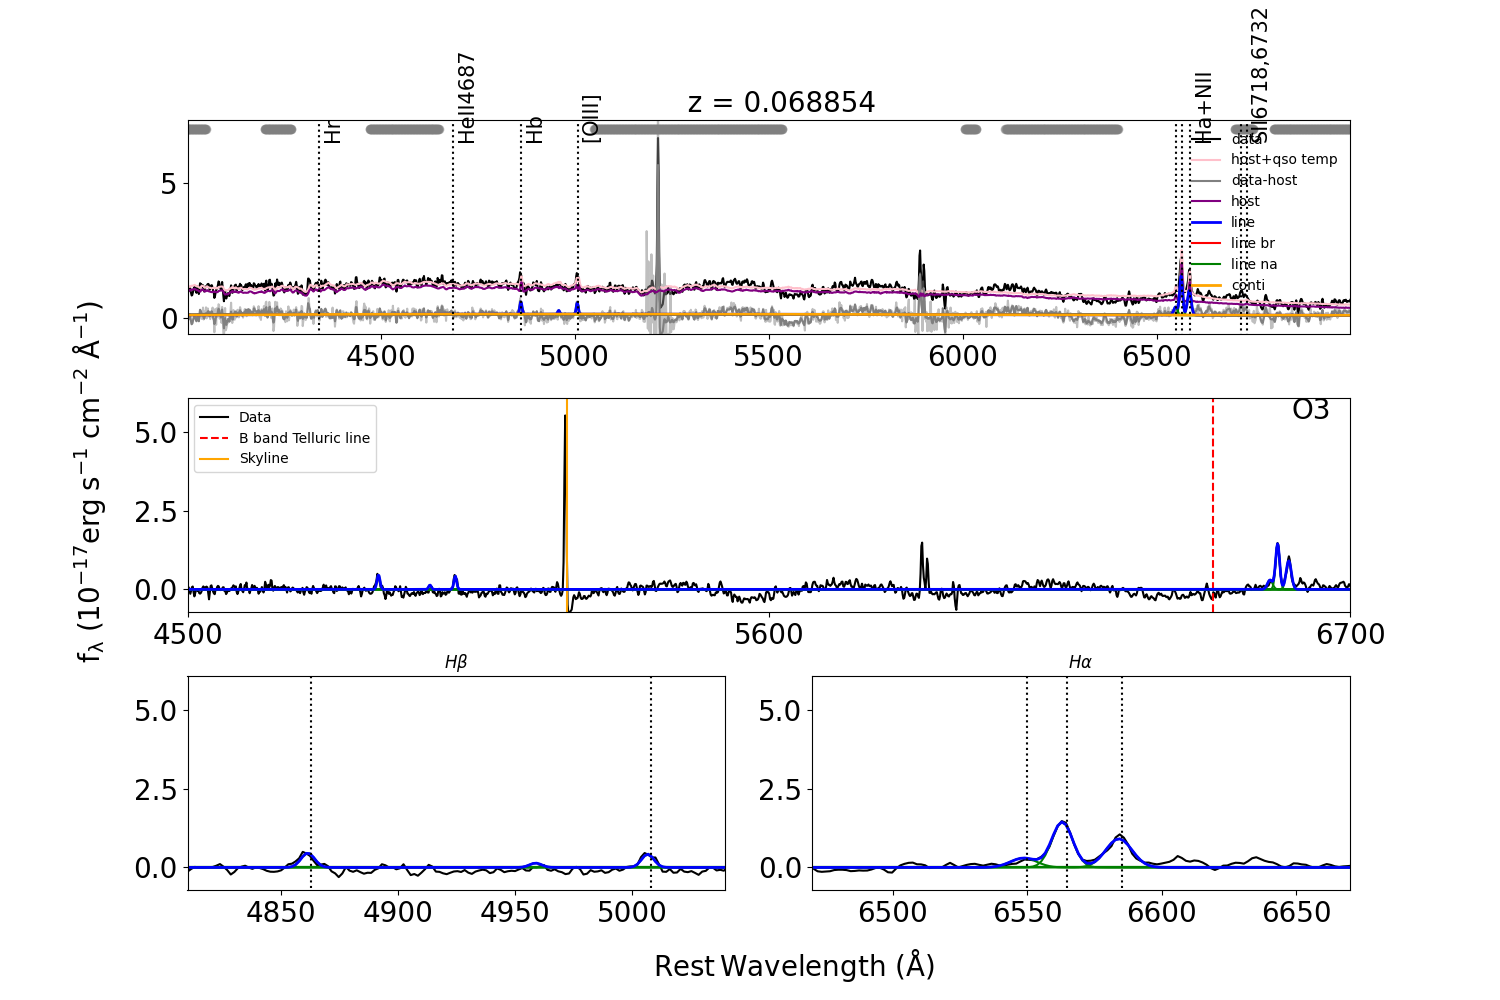 z = 0.068854
Hr
HeII4687
Hb
[OIII]
Ha+NII
SII6718,6732
data
host+qso temp
data-host
host
line
line br
line na
conti
5
0
4500 5000 5500 6000 6500
f_λ (10⁻¹⁷erg s⁻¹ cm⁻² Å⁻¹)
O3
Data
B band Telluric line
Skyline
5.0
2.5
0.0
4500 5600 6700
Hβ
5.0
2.5
0.0
4850 4900 4950 5000
Hα
5.0
2.5
0.0
6500 6550 6600 6650
Rest Wavelength (Å)